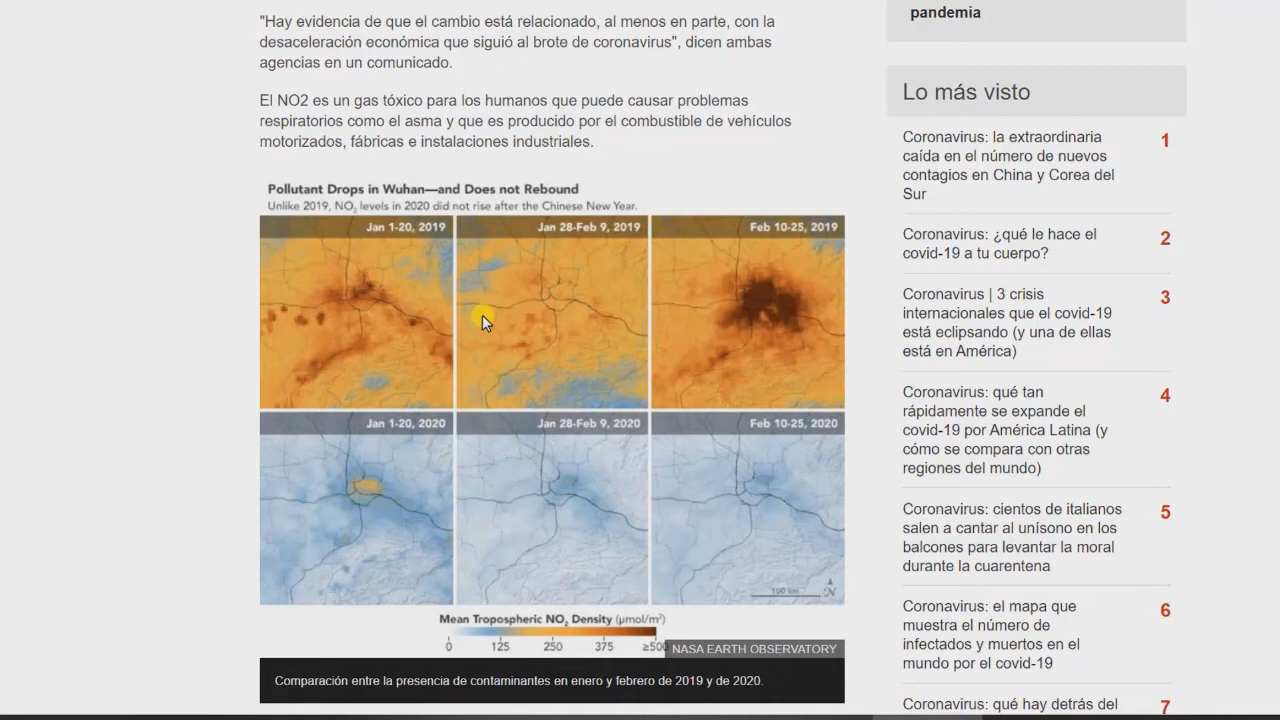 "Hay evidencia de que el cambio está relacionado, al menos en parte, con la
desaceleración económica que siguió al brote de coronavirus", dicen ambas
agencias en un comunicado.
El NO2 es un gas tóxico para los humanos que puede causar problemas
respiratorios como el asma y que es producido por el combustible de vehículos
motorizados, fábricas e instalaciones industriales.
Pollutant Drops in Wuhan—and Does not Rebound
Unlike 2019, NO₂ levels in 2020 did not rise after the Chinese New Year.
Jan 1-20, 2019
Jan 28-Feb 9, 2019
Feb 10-25, 2019
Jan 1-20, 2020
Jan 28-Feb 9, 2020
Feb 10-25, 2020
100 km
N
Mean Tropospheric NO₂ Density (µmol/m²)
0 125 250 375 ≥500
NASA EARTH OBSERVATORY
Comparación entre la presencia de contaminantes en enero y febrero de 2019 y de 2020.
pandemia
Lo más visto
Coronavirus: la extraordinaria 1
caída en el número de nuevos
contagios en China y Corea del
Sur
Coronavirus: ¿qué le hace el 2
covid-19 a tu cuerpo?
Coronavirus | 3 crisis 3
internacionales que el covid-19
está eclipsando (y una de ellas
está en América)
Coronavirus: qué tan 4
rápidamente se expande el
covid-19 por América Latina (y
cómo se compara con otras
regiones del mundo)
Coronavirus: cientos de italianos 5
salen a cantar al unísono en los
balcones para levantar la moral
durante la cuarentena
Coronavirus: el mapa que 6
muestra el número de
infectados y muertos en el
mundo por el covid-19
Coronavirus: qué hay detrás del 7